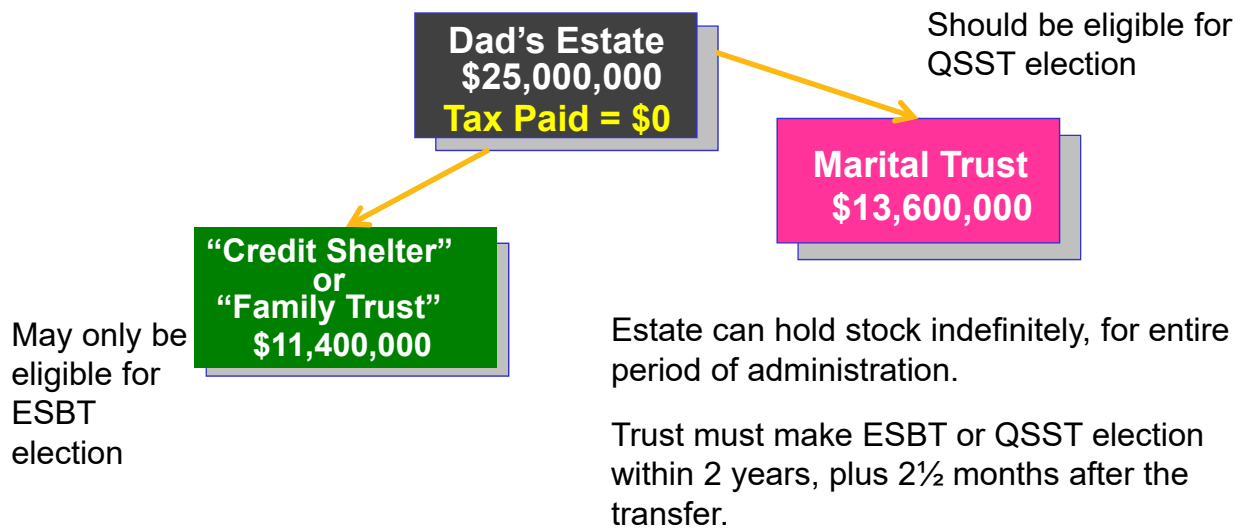 Dad’s Estate
$25,000,000
Tax Paid = $0
Should be eligible for
QSST election
Marital Trust
$13,600,000
“Credit Shelter”
or
“Family Trust”
$11,400,000
May only be
eligible for
ESBT
election
Estate can hold stock indefinitely, for entire
period of administration.
Trust must make ESBT or QSST election
within 2 years, plus 2½ months after the
transfer.